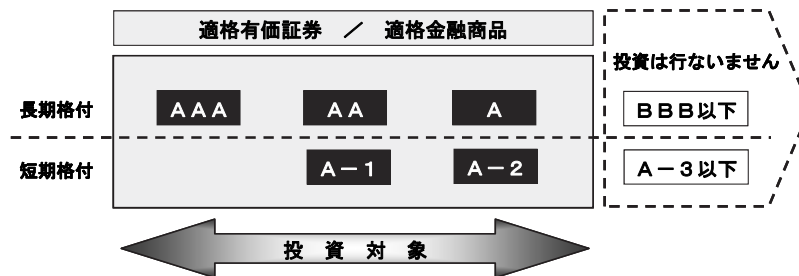 適格有価証券 ／ 適格金融商品
投資は行ないません
長期格付 ＡＡＡ ＡＡ Ａ ＢＢＢ以下
短期格付 Ａ－１ Ａ－２ Ａ－３以下
投 資 対 象